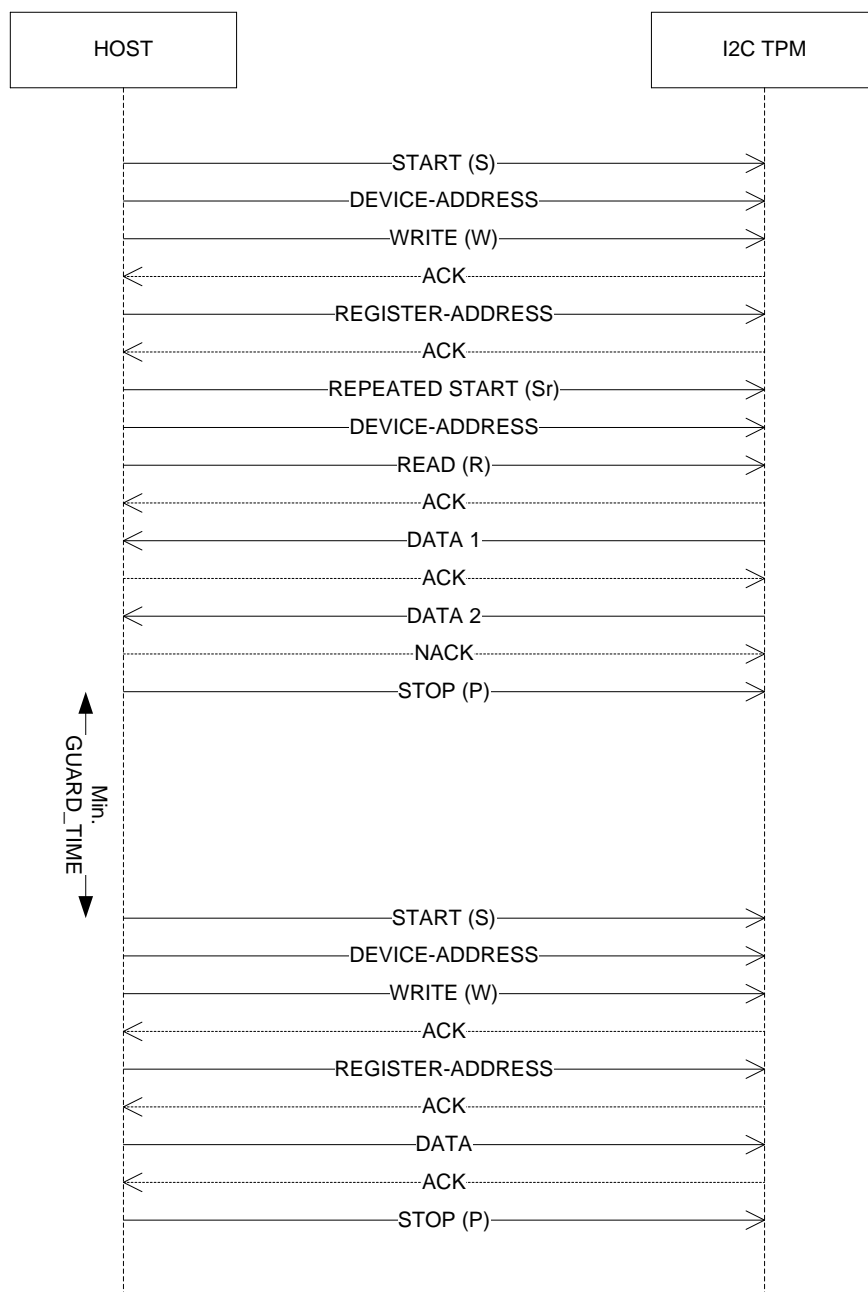 HOST
I2C TPM
START (S)
DEVICE-ADDRESS
WRITE (W)
ACK
REGISTER-ADDRESS
ACK
REPEATED START (Sr)
DEVICE-ADDRESS
READ (R)
ACK
DATA 1
ACK
DATA 2
NACK
STOP (P)
Min.
GUARD_TIME
START (S)
DEVICE-ADDRESS
WRITE (W)
ACK
REGISTER-ADDRESS
ACK
DATA
ACK
STOP (P)